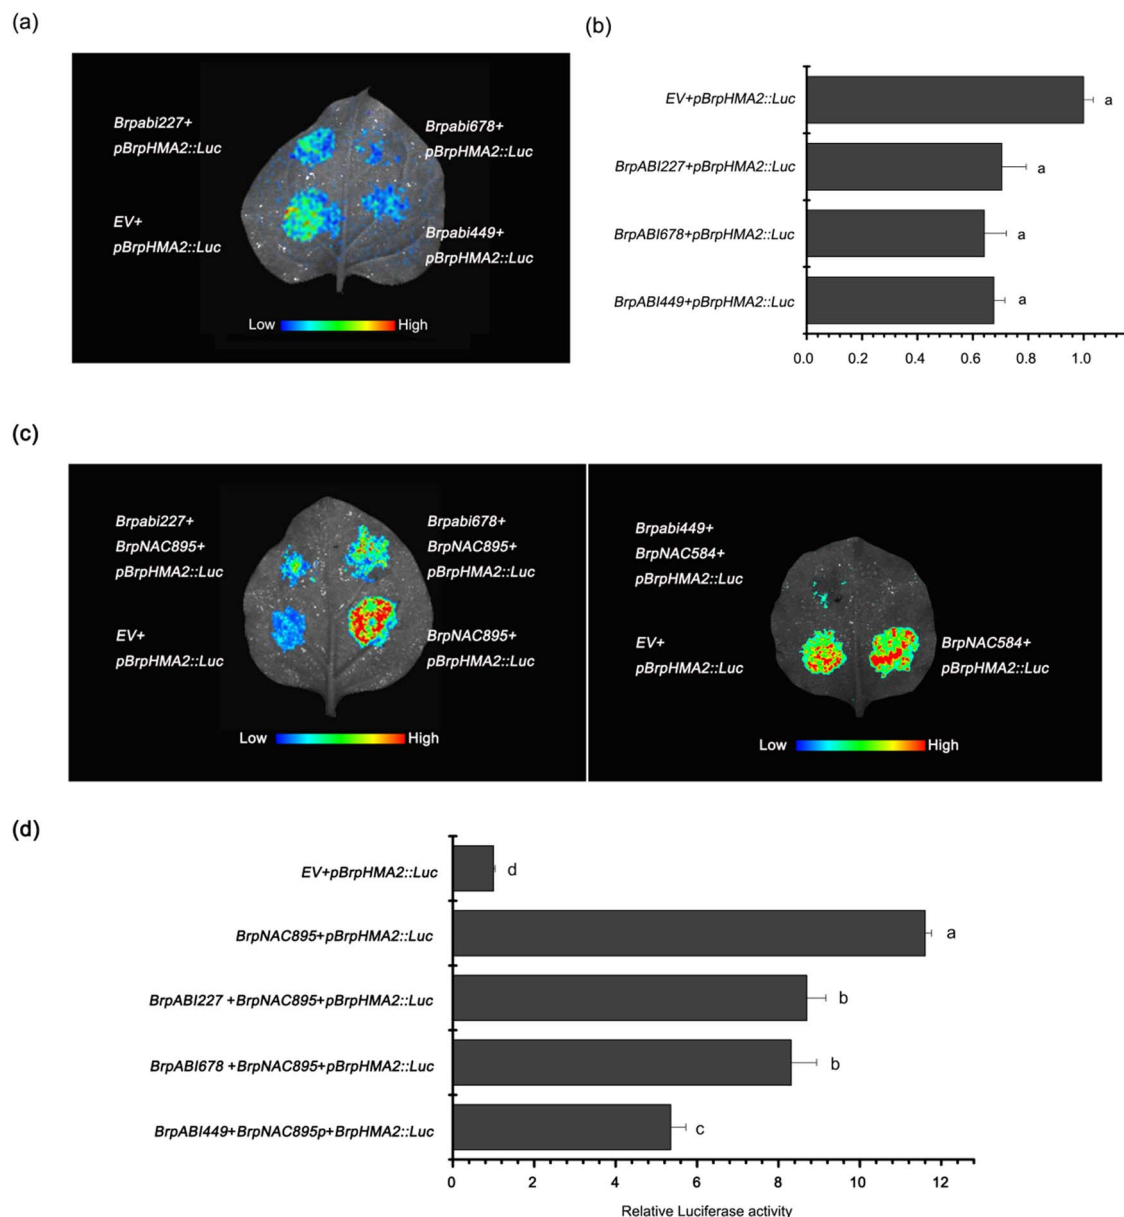 (a)
Brpabi227+
pBrpHMA2::Luc
Brpabi678+
pBrpHMA2::Luc
EV+
pBrpHMA2::Luc
Brpabi449+
pBrpHMA2::Luc
Low High
(b)
EV+pBrpHMA2::Luc
a
BrpABI227+pBrpHMA2::Luc
a
BrpABI678+pBrpHMA2::Luc
a
BrpABI449+pBrpHMA2::Luc
a
0.0 0.2 0.4 0.6 0.8 1.0
(c)
Brpabi227+
BrpNAC895+
pBrpHMA2::Luc
Brpabi678+
BrpNAC895+
pBrpHMA2::Luc
EV+
pBrpHMA2::Luc
BrpNAC895+
pBrpHMA2::Luc
Low High
Brpabi449+
BrpNAC584+
pBrpHMA2::Luc
EV+
pBrpHMA2::Luc
BrpNAC584+
pBrpHMA2::Luc
Low High
(d)
EV+pBrpHMA2::Luc
d
BrpNAC895+pBrpHMA2::Luc
a
BrpABI227 +BrpNAC895+pBrpHMA2::Luc
b
BrpABI678 +BrpNAC895+pBrpHMA2::Luc
b
BrpABI449+BrpNAC895p+BrpHMA2::Luc
c
0 2 4 6 8 10 12
Relative Luciferase activity